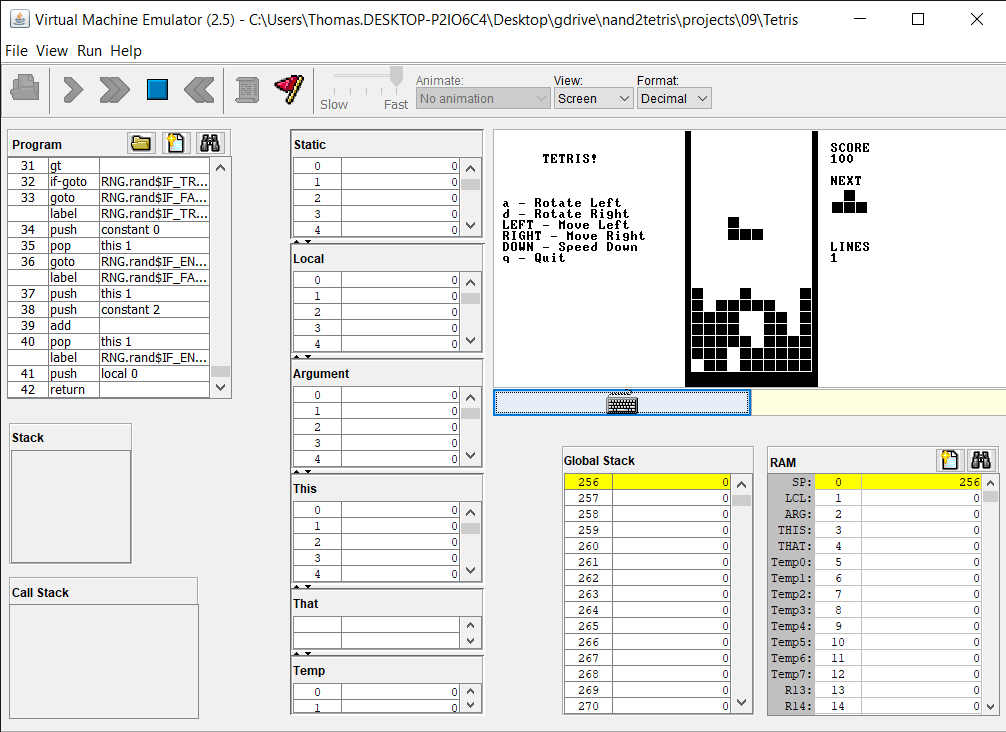 Virtual Machine Emulator (2.5) - C:\Users\Thomas.DESKTOP-P2IO6C4\Desktop\gdrive\nand2tetris\projects\09\Tetris
File View Run Help
Slow Fast
Animate:
No animation
View:
Screen
Format:
Decimal
Program
31 gt
32 if-goto RNG.rand$IF_TR...
33 goto RNG.rand$IF_FA...
label RNG.rand$IF_TR...
34 push constant 0
35 pop this 1
36 goto RNG.rand$IF_EN...
label RNG.rand$IF_FA...
37 push this 1
38 push constant 2
39 add
40 pop this 1
label RNG.rand$IF_EN...
41 push local 0
42 return
Stack
Call Stack
Static
0 0
1 0
2 0
3 0
4 0
Local
0 0
1 0
2 0
3 0
4 0
Argument
0 0
1 0
2 0
3 0
4 0
This
0 0
1 0
2 0
3 0
4 0
That
Temp
0 0
1 0
TETRIS!
a - Rotate Left
d - Rotate Right
LEFT - Move Left
RIGHT - Move Right
DOWN - Speed Down
q - Quit
SCORE
100
NEXT
LINES
1
Global Stack
256 0
257 0
258 0
259 0
260 0
261 0
262 0
263 0
264 0
265 0
266 0
267 0
268 0
269 0
270 0
RAM
SP: 0 256
LCL: 1 0
ARG: 2 0
THIS: 3 0
THAT: 4 0
Temp0: 5 0
Temp1: 6 0
Temp2: 7 0
Temp3: 8 0
Temp4: 9 0
Temp5: 10 0
Temp6: 11 0
Temp7: 12 0
R13: 13 0
R14: 14 0